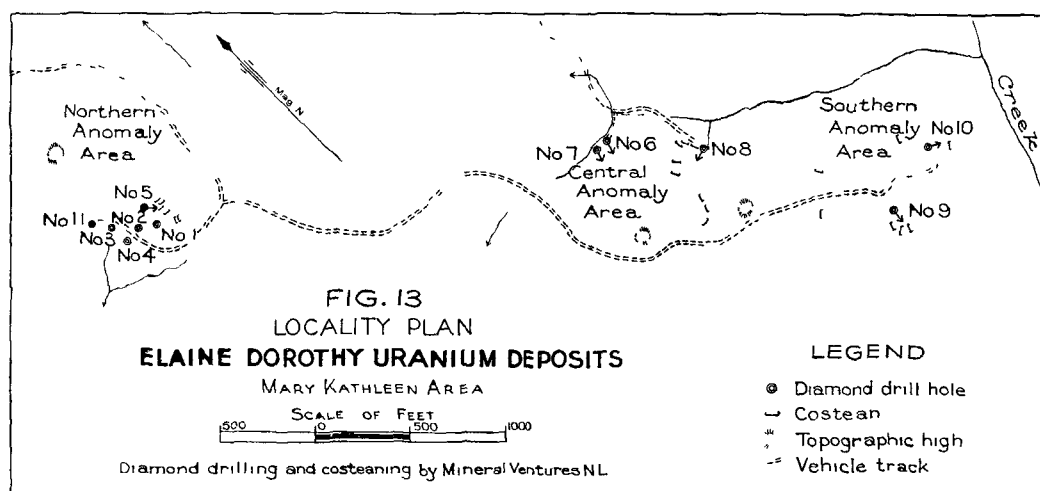 Mag N
Northern
Anomaly
Area
No 5
No 11
No 2
No 1
No 3
No 4
No 7
No 6
No 8
Central
Anomaly
Area
Southern
Anomaly
Area
No 10
No 9
Creek
FIG. 13
LOCALITY PLAN
ELAINE DOROTHY URANIUM DEPOSITS
MARY KATHLEEN AREA
SCALE OF FEET
500 0 500 1000
Diamond drilling and costeaning by Mineral Ventures NL
LEGEND
Diamond drill hole
Costean
Topographic high
Vehicle track